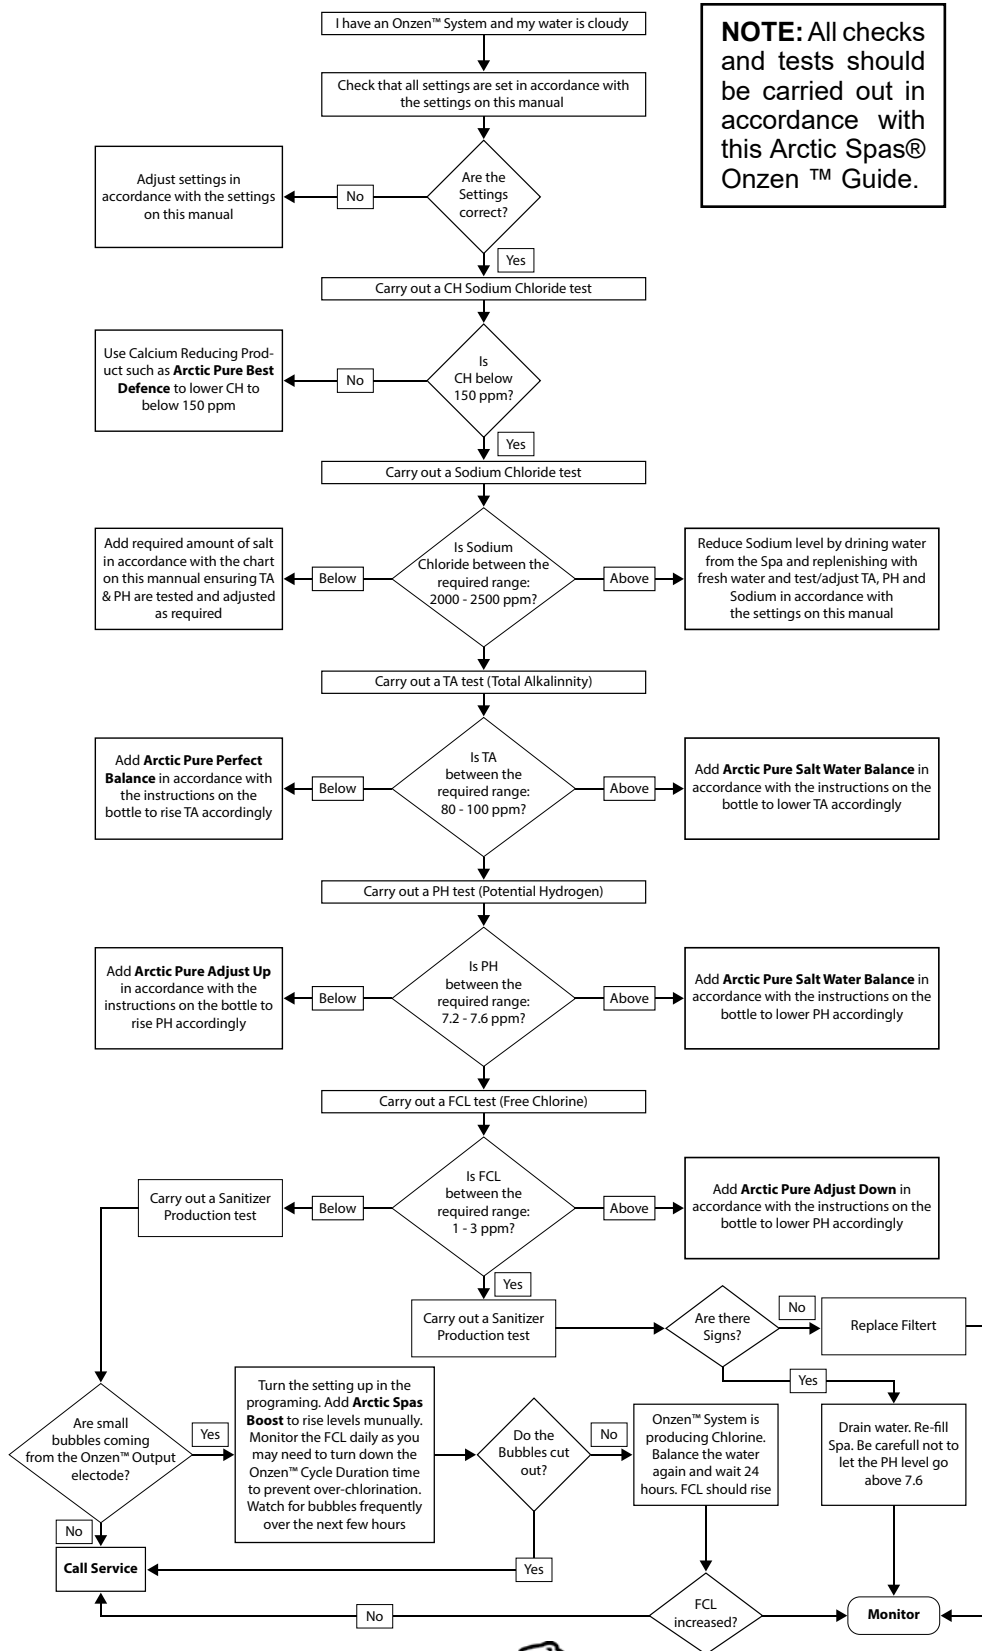 I have an Onzen™ System and my water is cloudy
NOTE: All checks
and tests should
be carried out in
accordance with
this Arctic Spas®
Onzen ™ Guide.
Check that all settings are set in accordance with
the settings on this manual
Are the
Settings
correct?
No
Adjust settings in
accordance with the settings
on this manual
Yes
Carry out a CH Sodium Chloride test
Is
CH below
150 ppm?
No
Use Calcium Reducing Prod-
uct such as Arctic Pure Best
Defence to lower CH to
below 150 ppm
Yes
Carry out a Sodium Chloride test
Is Sodium
Chloride between the
required range:
2000 - 2500 ppm?
Below
Add required amount of salt
in accordance with the chart
on this mannual ensuring TA
& PH are tested and adjusted
as required
Above
Reduce Sodium level by drining water
from the Spa and replenishing with
fresh water and test/adjust TA, PH and
Sodium in accordance with
the settings on this manual
Carry out a TA test (Total Alkalinnity)
Is TA
between the
required range:
80 - 100 ppm?
Below
Add Arctic Pure Perfect
Balance in accordance with
the instructions on the
bottle to rise TA accordingly
Above
Add Arctic Pure Salt Water Balance in
accordance with the instructions on the
bottle to lower TA accordingly
Carry out a PH test (Potential Hydrogen)
Is PH
between the
required range:
7.2 - 7.6 ppm?
Below
Add Arctic Pure Adjust Up
in accordance with the
instructions on the bottle to
rise PH accordingly
Above
Add Arctic Pure Salt Water Balance in
accordance with the instructions on the
bottle to lower PH accordingly
Carry out a FCL test (Free Chlorine)
Is FCL
between the
required range:
1 - 3 ppm?
Below
Carry out a Sanitizer
Production test
Above
Add Arctic Pure Adjust Down in
accordance with the instructions on the
bottle to lower PH accordingly
Yes
Carry out a Sanitizer
Production test
Are there
Signs?
No
Replace Filtert
Yes
Drain water. Re-fill
Spa. Be carefull not to
let the PH level go
above 7.6
Are small
bubbles coming
from the Onzen™ Output
electode?
Yes
Turn the setting up in the
programing. Add Arctic Spas
Boost to rise levels munually.
Monitor the FCL daily as you
may need to turn down the
Onzen™ Cycle Duration time
to prevent over-chlorination.
Watch for bubbles frequently
over the next few hours
Do the
Bubbles cut
out?
No
Onzen™ System is
producing Chlorine.
Balance the water
again and wait 24
hours. FCL should rise
No
Call Service
Yes
FCL
increased?
No
Monitor